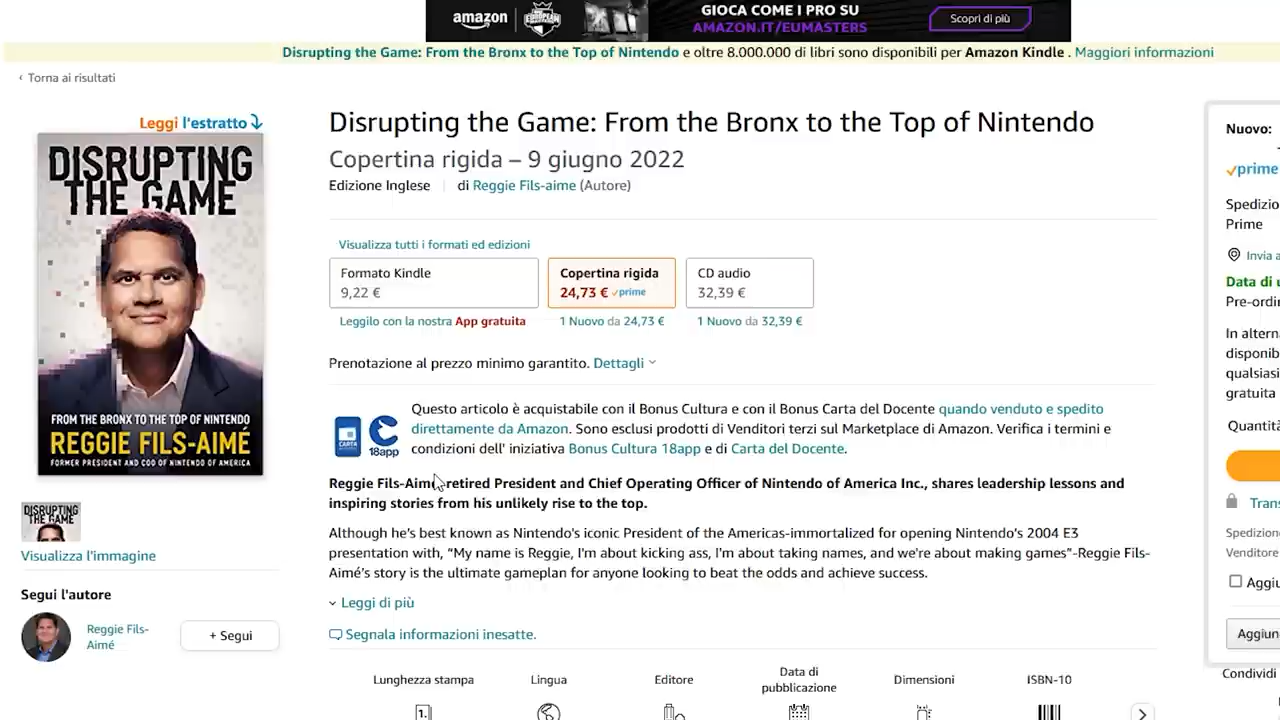 amazon
EUROPEAN
GIOCA COME I PRO SU
AMAZON.IT/EUMASTERS
Scopri di più
Disrupting the Game: From the Bronx to the Top of Nintendo e oltre 8.000.000 di libri sono disponibili per Amazon Kindle . Maggiori informazioni
‹ Torna ai risultati
Leggi l'estratto
DISRUPTING
THE GAME
FROM THE BRONX TO THE TOP OF NINTENDO
REGGIE FILS-AIMÉ
FORMER PRESIDENT AND COO OF NINTENDO OF AMERICA
DISRUPTING
THE GAME
Visualizza l'immagine
Segui l'autore
Reggie Fils-
Aimé
+ Segui
Disrupting the Game: From the Bronx to the Top of Nintendo
Copertina rigida – 9 giugno 2022
Edizione Inglese | di Reggie Fils-aime (Autore)
Visualizza tutti i formati ed edizioni
Formato Kindle
9,22 €
Leggilo con la nostra App gratuita
Copertina rigida
24,73 € prime
1 Nuovo da 24,73 €
CD audio
32,39 €
1 Nuovo da 32,39 €
Prenotazione al prezzo minimo garantito. Dettagli
CARTA
18app
Questo articolo è acquistabile con il Bonus Cultura e con il Bonus Carta del Docente quando venduto e spedito
direttamente da Amazon. Sono esclusi prodotti di Venditori terzi sul Marketplace di Amazon. Verifica i termini e
condizioni dell' iniziativa Bonus Cultura 18app e di Carta del Docente.
Reggie Fils-Aimé retired President and Chief Operating Officer of Nintendo of America Inc., shares leadership lessons and
inspiring stories from his unlikely rise to the top.
Although he's best known as Nintendo's iconic President of the Americas-immortalized for opening Nintendo's 2004 E3
presentation with, “My name is Reggie, I'm about kicking ass, I'm about taking names, and we're about making games”-Reggie Fils-
Aimé's story is the ultimate gameplan for anyone looking to beat the odds and achieve success.
Leggi di più
Segnala informazioni inesatte.
Lunghezza stampa
Lingua
Editore
Data di
pubblicazione
Dimensioni
ISBN-10
1.
Nuovo:
prime
Spedizio
Prime
Invia a
Data di u
Pre-ordin
In altern
disponib
qualsiasi
gratuita
Quantità
Trans
Spedizione
Venditore
Aggiu
Aggiun
Condividi